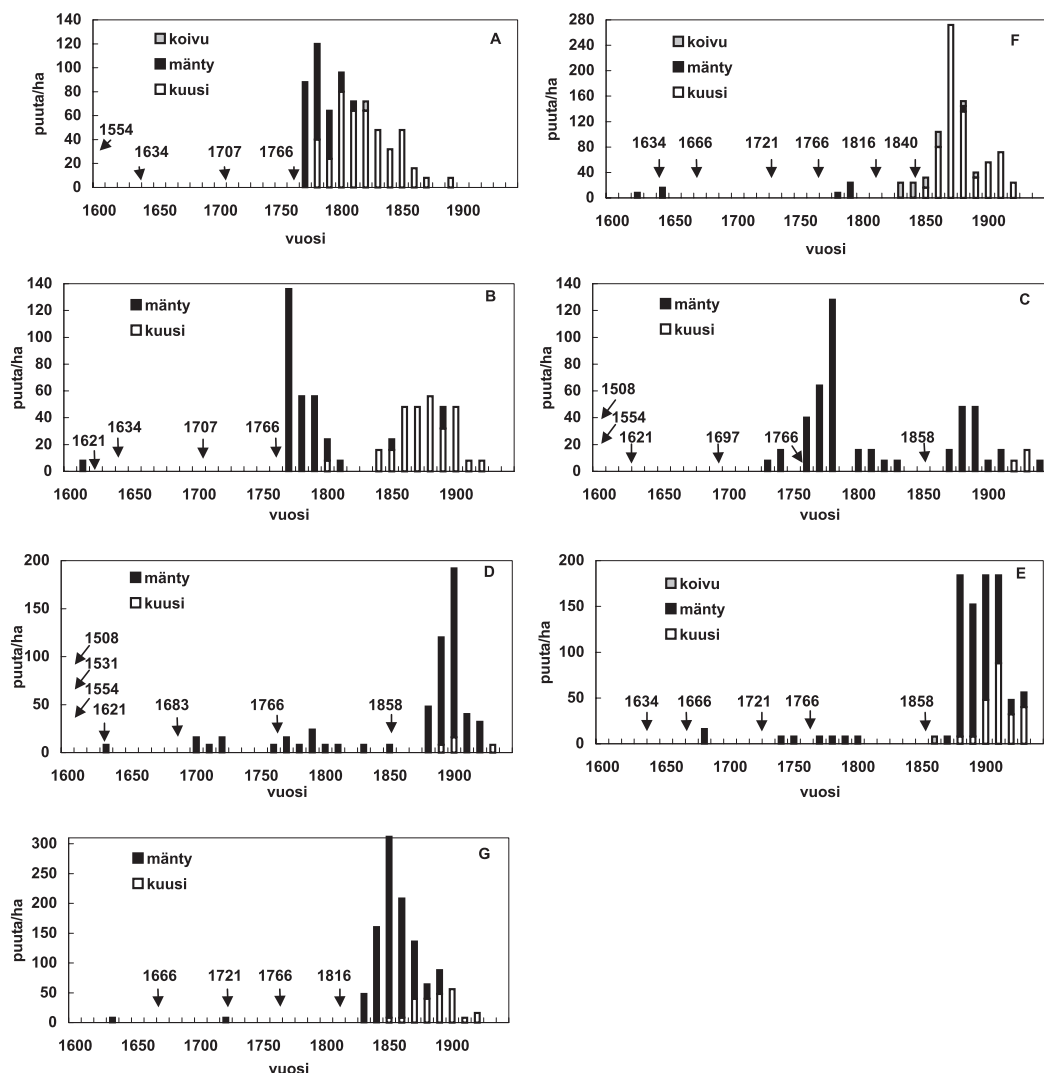 A
puuta/ha
140
120
100
80
60
40
20
0
koivu
mänty
kuusi
1554
1634 1707 1766
1600 1650 1700 1750 1800 1850 1900
vuosi
F
puuta/ha
280
240
200
160
120
80
40
0
koivu
mänty
kuusi
1634 1666 1721 1766 1816 1840
1600 1650 1700 1750 1800 1850 1900
vuosi
B
puuta/ha
140
120
100
80
60
40
20
0
mänty
kuusi
1621 1634 1707 1766
1600 1650 1700 1750 1800 1850 1900
vuosi
C
puuta/ha
140
120
100
80
60
40
20
0
mänty
kuusi
1508
1554
1621 1697 1766 1858
1600 1650 1700 1750 1800 1850 1900
vuosi
D
puuta/ha
200
150
100
50
0
mänty
kuusi
1508
1531
1554
1621 1683 1766 1858
1600 1650 1700 1750 1800 1850 1900
vuosi
E
puuta/ha
200
150
100
50
0
koivu
mänty
kuusi
1634 1666 1721 1766 1858
1600 1650 1700 1750 1800 1850 1900
vuosi
G
puuta/ha
300
250
200
150
100
50
0
mänty
kuusi
1666 1721 1766 1816
1600 1650 1700 1750 1800 1850 1900
vuosi